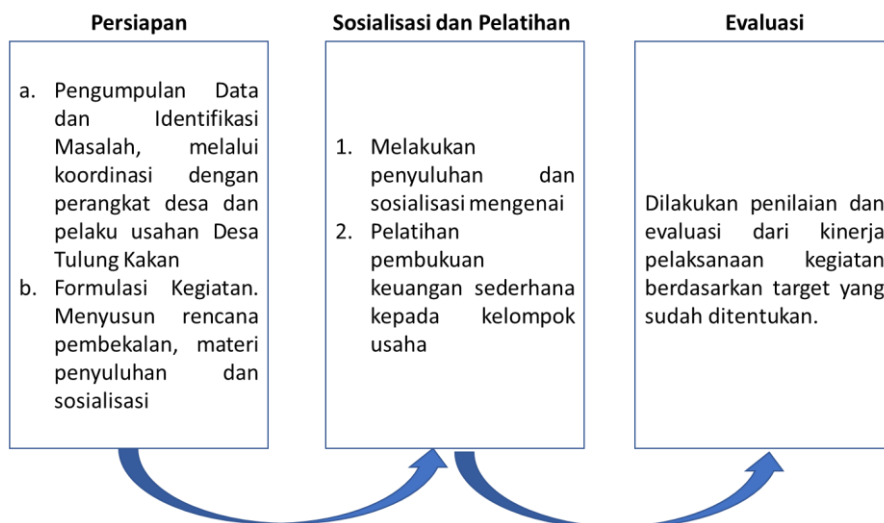 Persiapan
a. Pengumpulan Data
dan Identifikasi
Masalah, melalui
koordinasi dengan
perangkat desa dan
pelaku usahan Desa
Tulung Kakan
b. Formulasi Kegiatan.
Menyusun rencana
pembekalan, materi
penyuluhan dan
sosialisasi
Sosialisasi dan Pelatihan
1. Melakukan
penyuluhan dan
sosialisasi mengenai
2. Pelatihan
pembukuan
keuangan sederhana
kepada kelompok
usaha
Evaluasi
Dilakukan penilaian dan
evaluasi dari kinerja
pelaksanaan kegiatan
berdasarkan target yang
sudah ditentukan.